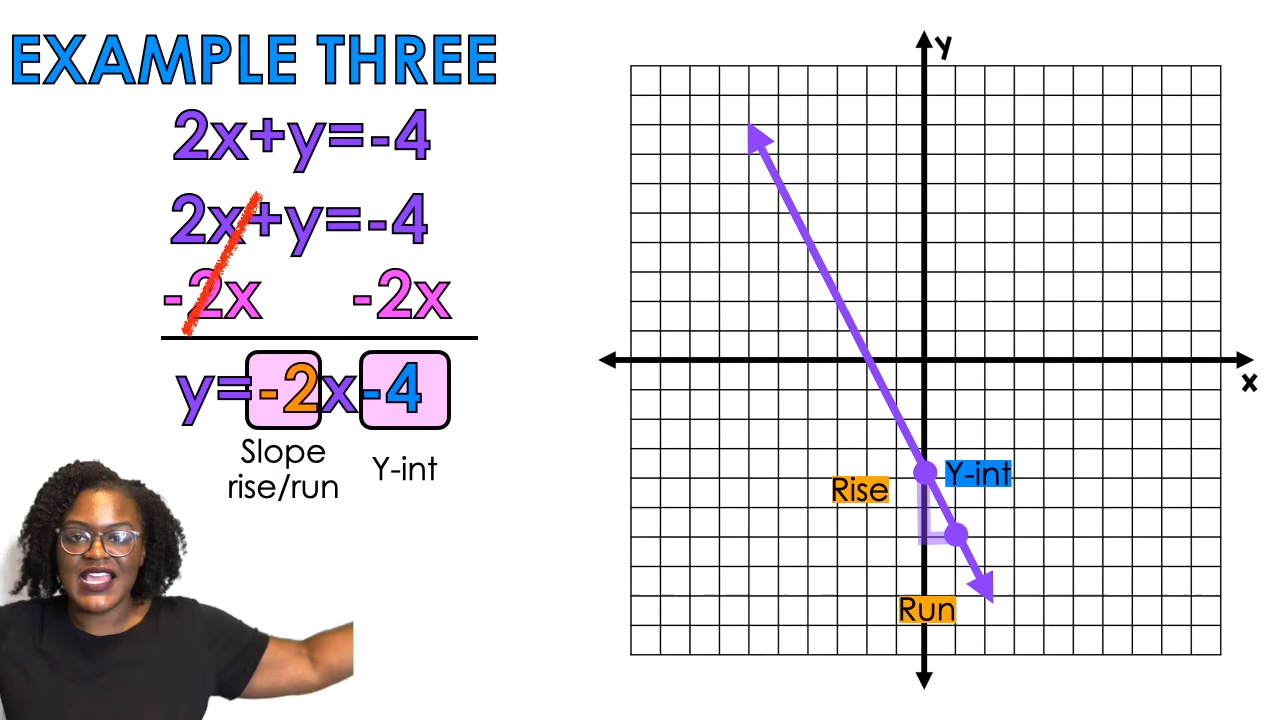 EXAMPLE THREE
2x+y=-4
2x+y=-4
-2x -2x
y=-2x-4
Slope
rise/run
Y-int
y
x
Y-int
Rise
Run